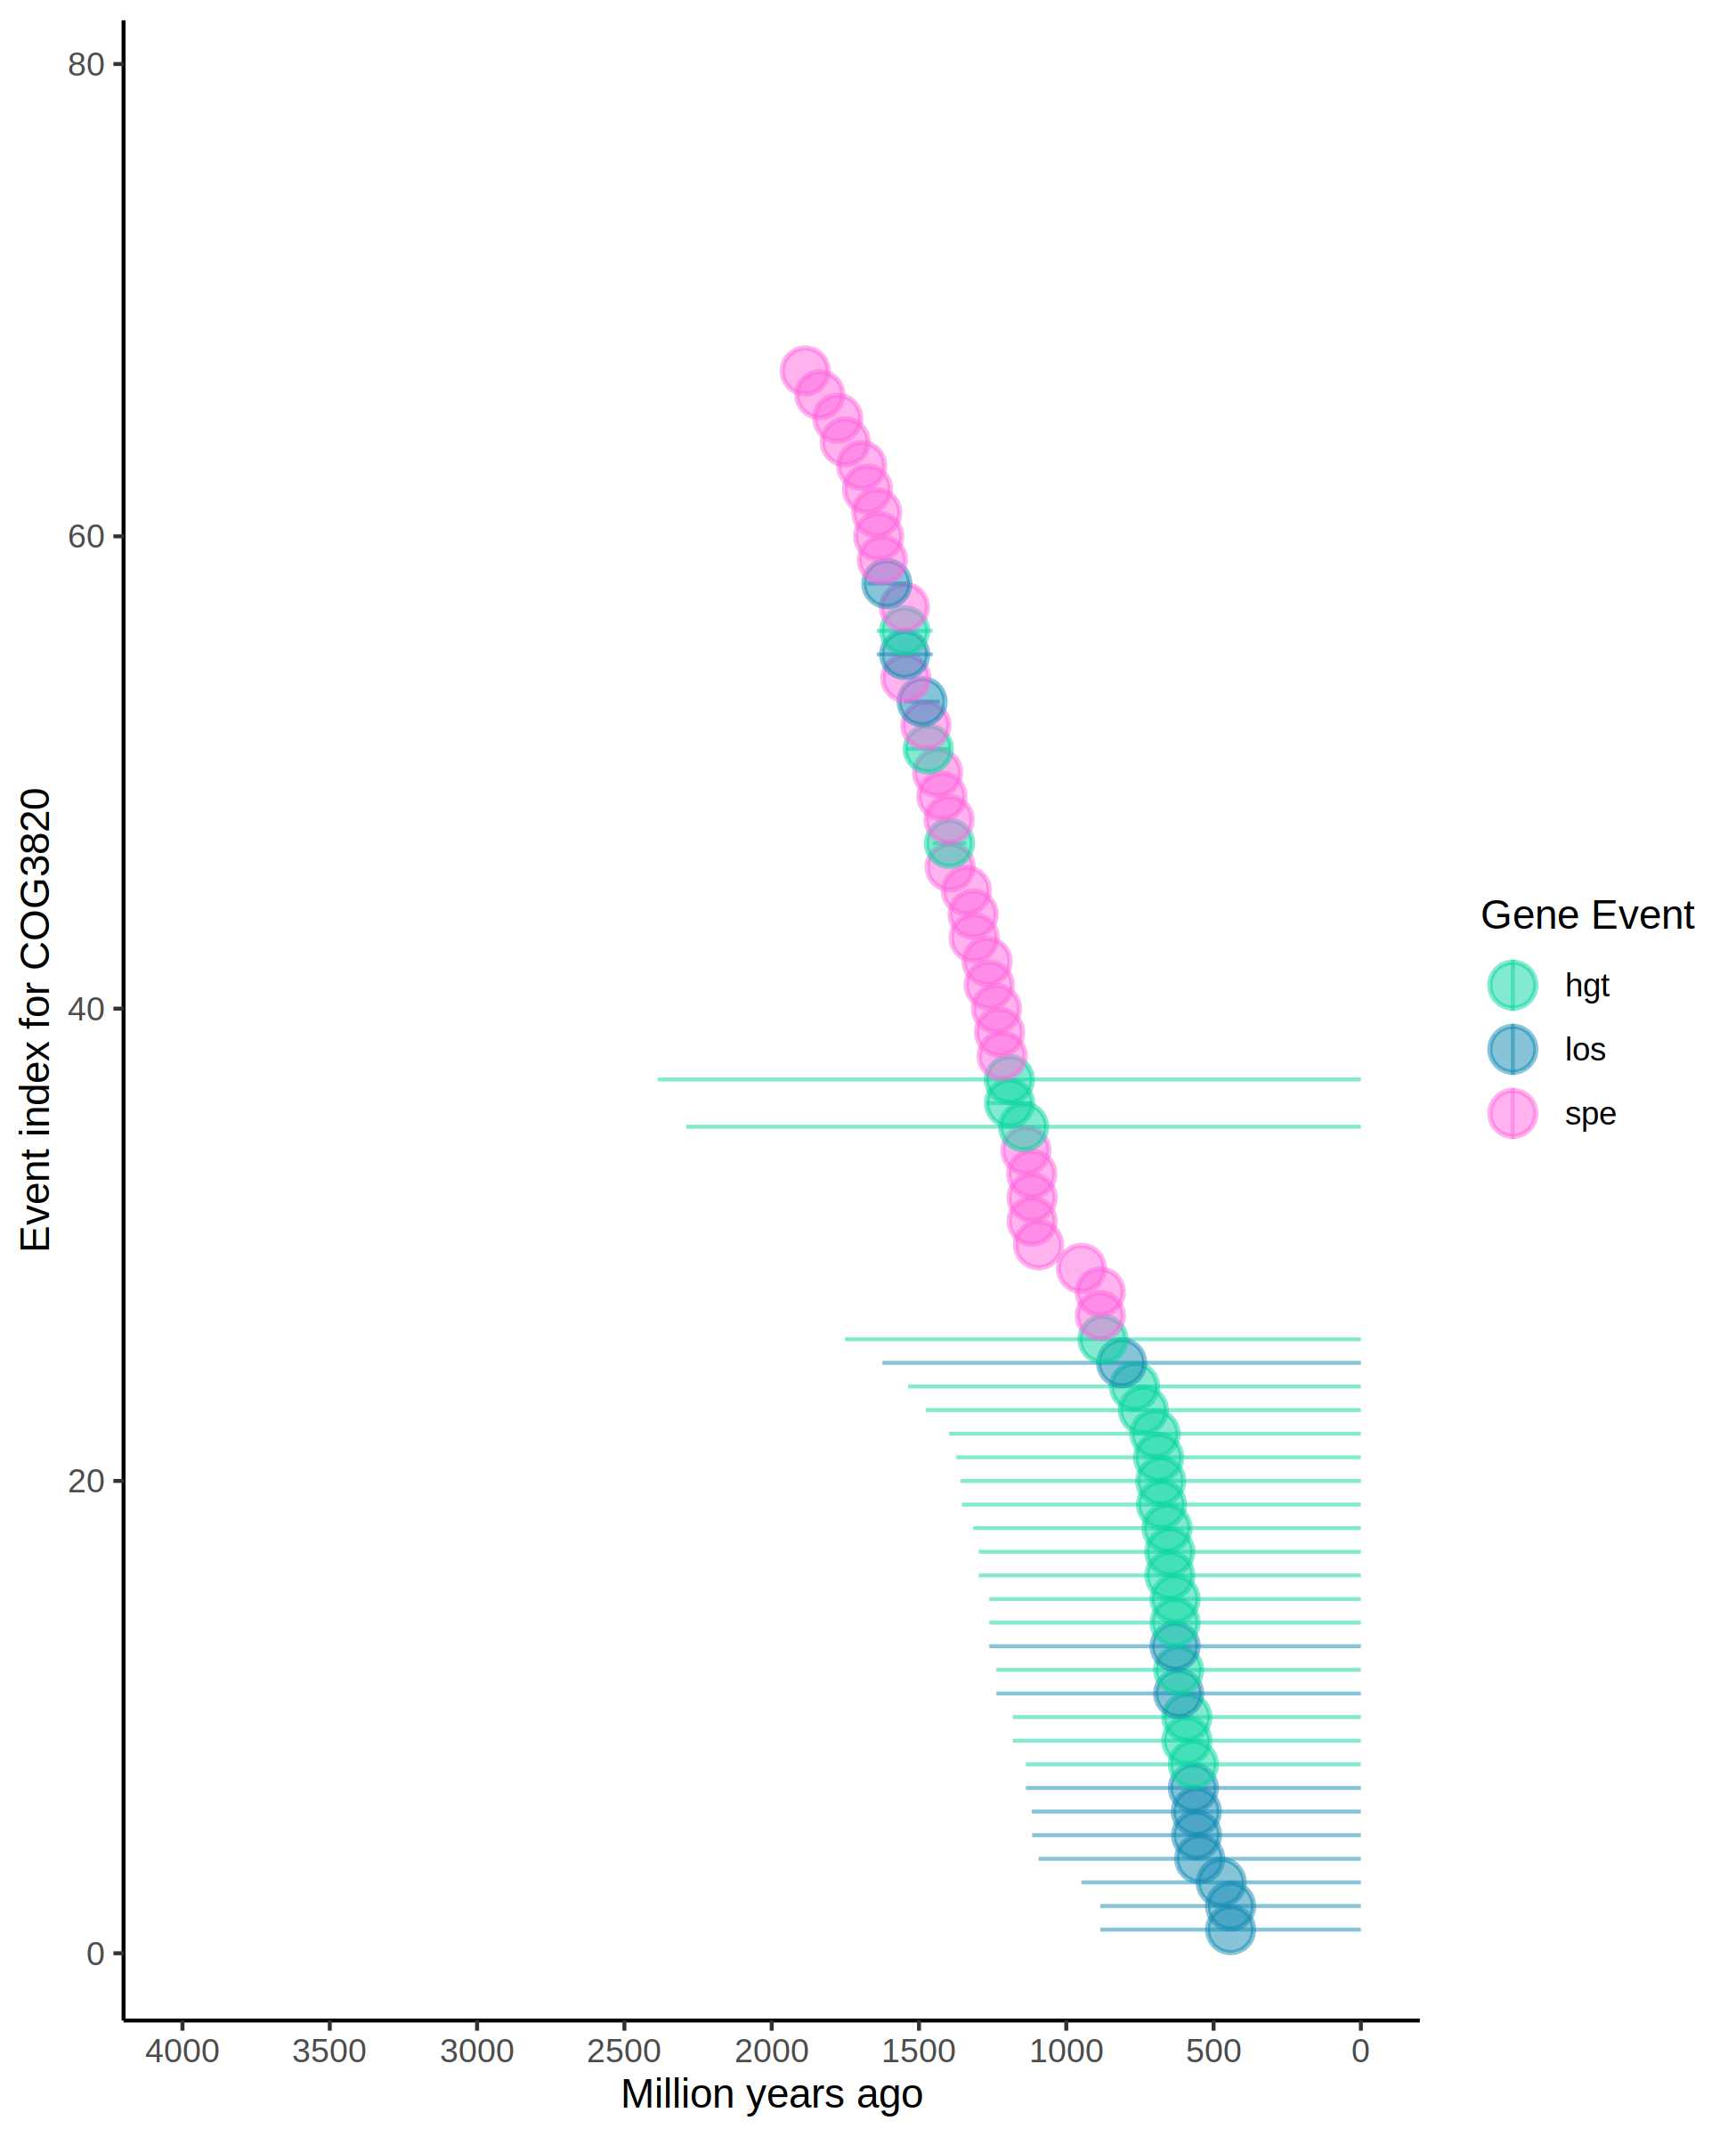 80
60
40
20
0
Event index for COG3820
4000 3500 3000 2500 2000 1500 1000 500 0
Million years ago
Gene Event
hgt
los
spe